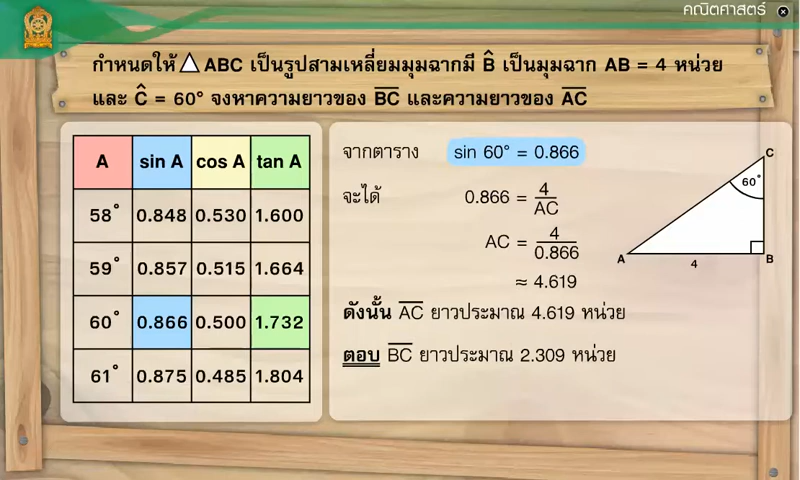 คณิตศาสตร์
กำหนดให้ △ ABC เป็นรูปสามเหลี่ยมมุมฉากมี B̂ เป็นมุมฉาก AB = 4 หน่วย
และ Ĉ = 60° จงหาความยาวของ B̅C̅ และความยาวของ A̅C̅
A sin A cos A tan A
58° 0.848 0.530 1.600
59° 0.857 0.515 1.664
60° 0.866 0.500 1.732
61° 0.875 0.485 1.804
จากตาราง sin 60° = 0.866
จะได้ 0.866 = 4/AC
AC = 4/0.866
≈ 4.619
ดังนั้น A̅C̅ ยาวประมาณ 4.619 หน่วย
ตอบ B̅C̅ ยาวประมาณ 2.309 หน่วย
C
60°
A
4
B